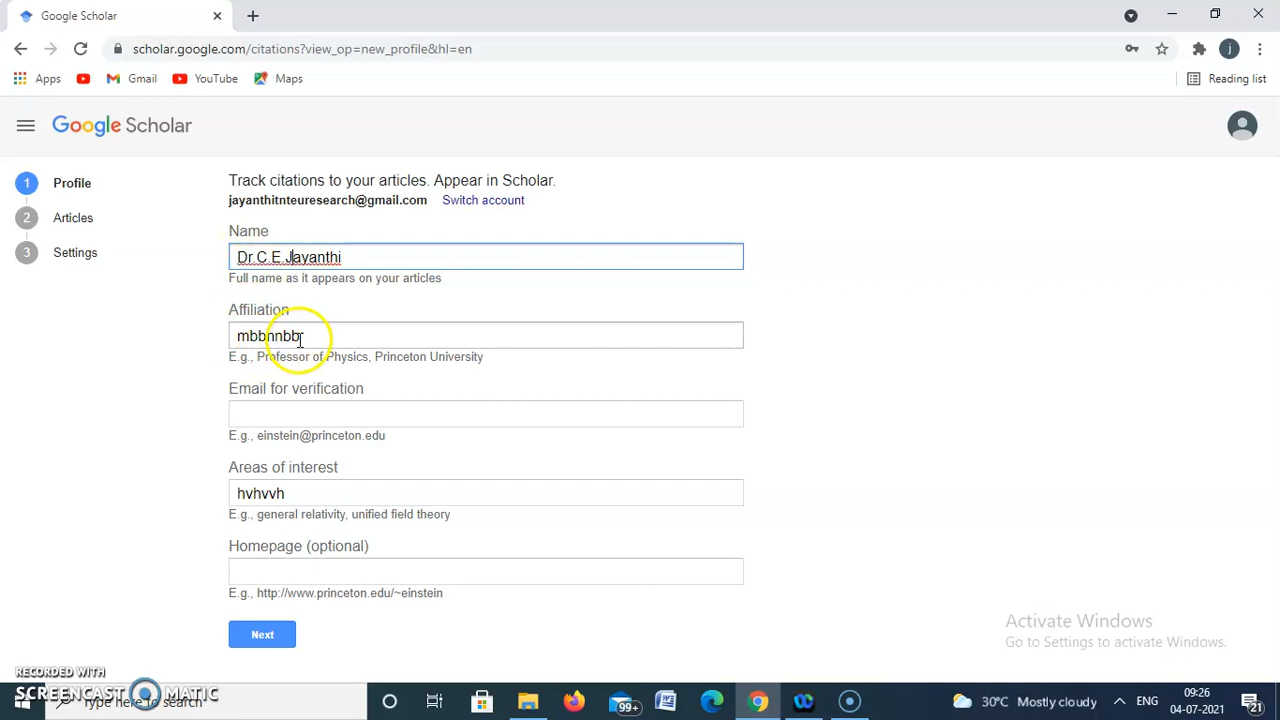 Google Scholar
scholar.google.com/citations?view_op=new_profile&hl=en
j
Apps
Gmail
YouTube
Maps
Reading list
Google Scholar
1 Profile
2 Articles
3 Settings
Track citations to your articles. Appear in Scholar.
jayanthitnteuresearch@gmail.com Switch account
Name
Dr.C.E.Jayanthi
Full name as it appears on your articles
Affiliation
mbbnnbb
E.g., Professor of Physics, Princeton University
Email for verification
E.g., einstein@princeton.edu
Areas of interest
hvhvvh
E.g., general relativity, unified field theory
Homepage (optional)
E.g., http://www.princeton.edu/~einstein
Next
Activate Windows
Go to Settings to activate Windows.
RECORDED WITH
SCREENCAST MATIC
Type here to search
99+
W
30°C Mostly cloudy
ENG
09:26
04-07-2021
21